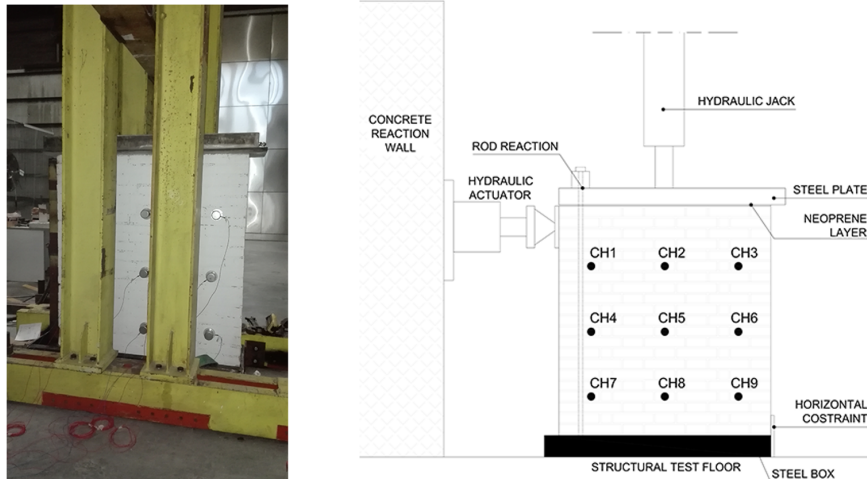 CONCRETE
REACTION
WALL
HYDRAULIC JACK
ROD REACTION
HYDRAULIC
ACTUATOR
STEEL PLATE
NEOPRENE
LAYER
CH1 CH2 CH3
CH4 CH5 CH6
CH7 CH8 CH9
HORIZONTAL
COSTRAINT
STRUCTURAL TEST FLOOR
STEEL BOX